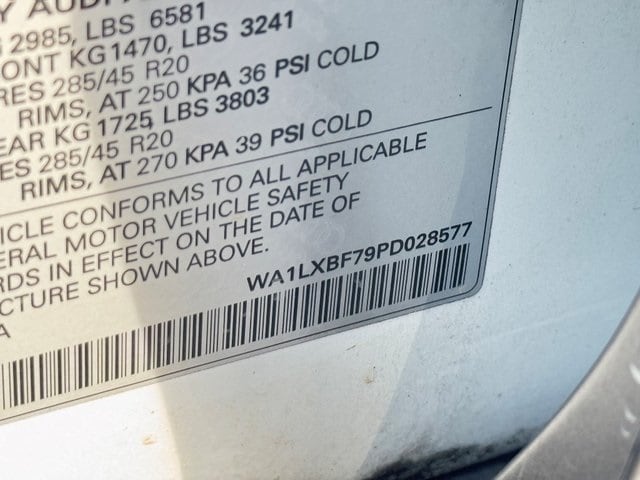 Y AUDI
2985, LBS 6581
ONT KG1470, LBS 3241
RES 285/45 R20
RIMS, AT 250 KPA 36 PSI COLD
EAR KG 1725, LBS 3803
ES 285/45 R20
RIMS, AT 270 KPA 39 PSI COLD
ICLE CONFORMS TO ALL APPLICABLE
ERAL MOTOR VEHICLE SAFETY
RDS IN EFFECT ON THE DATE OF
CTURE SHOWN ABOVE.
WA1LXBF79PD028577
A